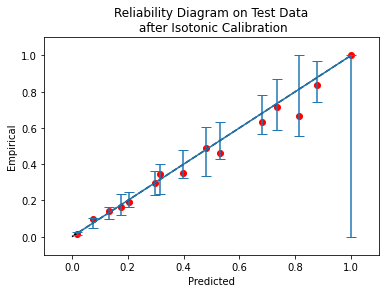 Reliability Diagram on Test Data
after Isotonic Calibration
Empirical
1.0
0.8
0.6
0.4
0.2
0.0
0.0 0.2 0.4 0.6 0.8 1.0
Predicted